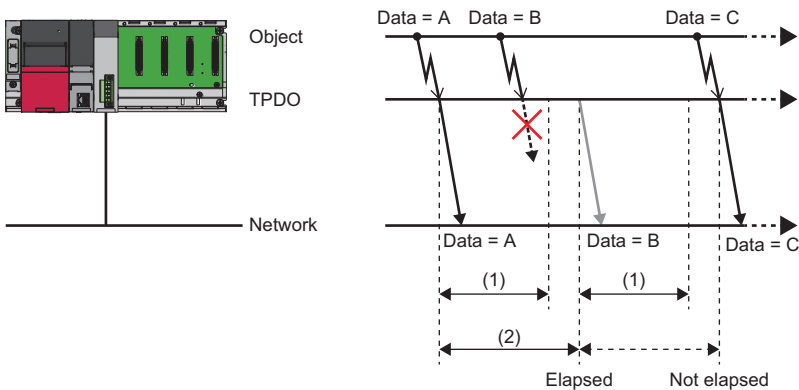 Data = A Data = B Data = C
Object
TPDO
Network
Data = A Data = B Data = C
(1) (1)
(2)
Elapsed Not elapsed